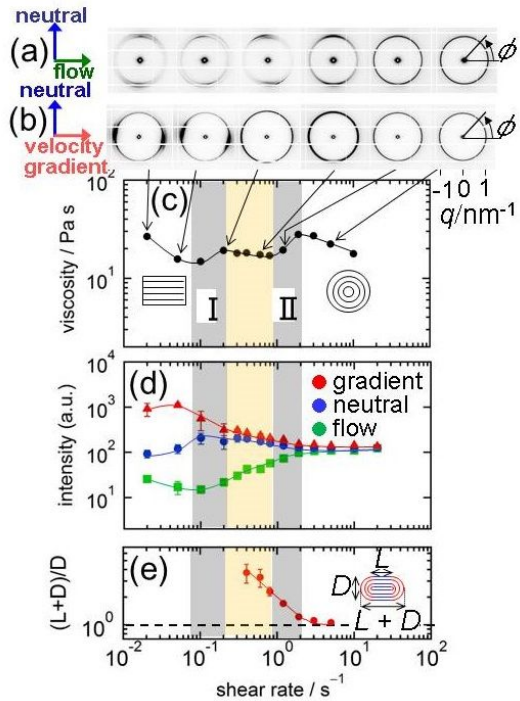 neutral
(a)
flow
ϕ
neutral
(b)
velocity
gradient
ϕ
-1 0 1
q/nm⁻¹
10²
(c)
viscosity / Pa s
10¹
I
II
(d)
gradient
neutral
flow
intensity (a.u.)
10³
10²
10¹
(e)
L
D
L + D
(L+D)/D
10⁰
10⁻² 10⁻¹ 10⁰ 10¹ 10²
shear rate / s⁻¹